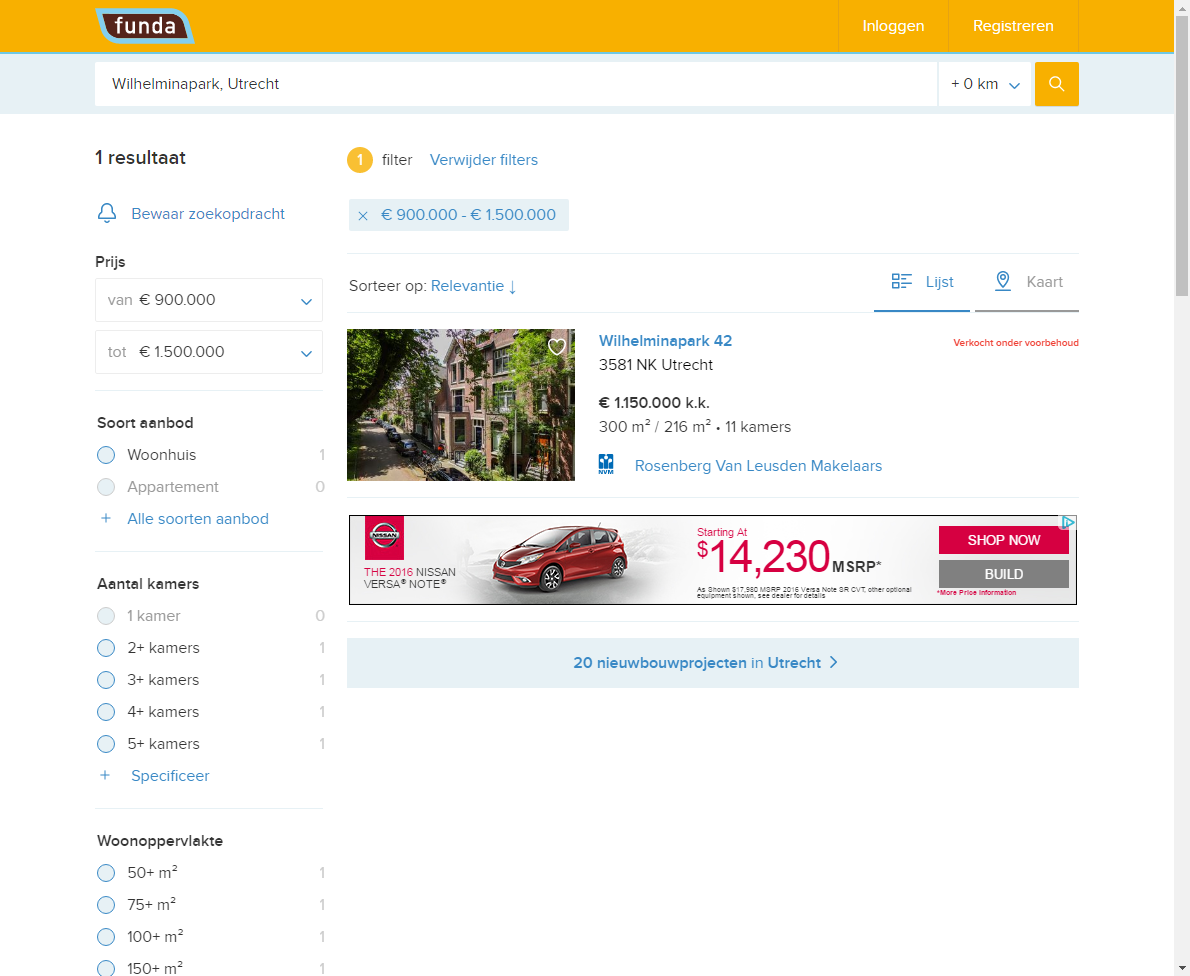 funda
Inloggen
Registreren
Wilhelminapark, Utrecht
+ 0 km
1 resultaat
1 filter Verwijder filters
Bewaar zoekopdracht
€ 900.000 - € 1.500.000
Prijs
van € 900.000
tot € 1.500.000
Sorteer op: Relevantie ↓
Lijst
Kaart
Wilhelminapark 42
Verkocht onder voorbehoud
3581 NK Utrecht
€ 1.150.000 k.k.
300 m² / 216 m² • 11 kamers
NVM
Rosenberg Van Leusden Makelaars
Soort aanbod
Woonhuis 1
Appartement 0
+ Alle soorten aanbod
NISSAN
THE 2016 NISSAN
VERSA® NOTE®
Starting At
$14,230 MSRP*
As Shown $17,980 MSRP 2016 Versa Note SR CVT, other optional
equipment shown, see dealer for details
SHOP NOW
BUILD
*More Price Information
Aantal kamers
1 kamer 0
2+ kamers 1
3+ kamers 1
4+ kamers 1
5+ kamers 1
+ Specificeer
20 nieuwbouwprojecten in Utrecht
Woonoppervlakte
50+ m² 1
75+ m² 1
100+ m² 1
150+ m² 1